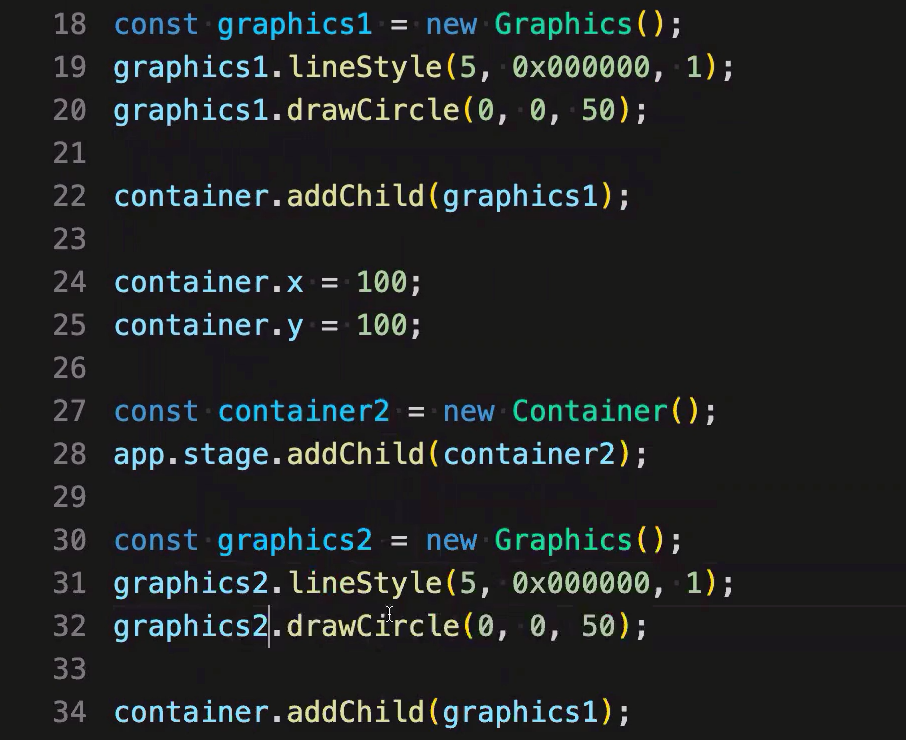 18 const graphics1 = new Graphics();
19 graphics1.lineStyle(5, 0x000000, 1);
20 graphics1.drawCircle(0, 0, 50);
21
22 container.addChild(graphics1);
23
24 container.x = 100;
25 container.y = 100;
26
27 const container2 = new Container();
28 app.stage.addChild(container2);
29
30 const graphics2 = new Graphics();
31 graphics2.lineStyle(5, 0x000000, 1);
32 graphics2.drawCircle(0, 0, 50);
33
34 container.addChild(graphics1);